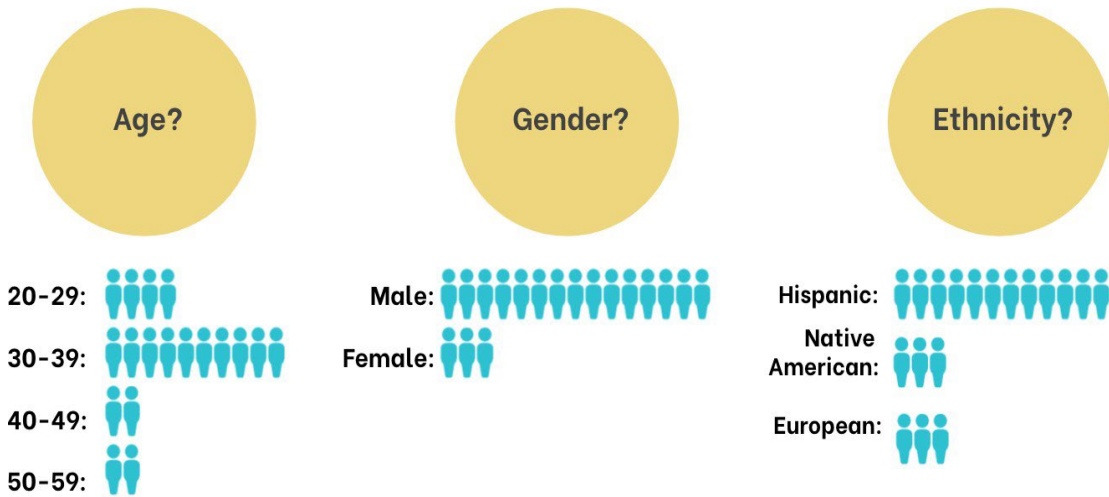 Age?
Gender?
Ethnicity?
20-29:
30-39:
40-49:
50-59:
Male:
Female:
Hispanic:
Native
American:
European: